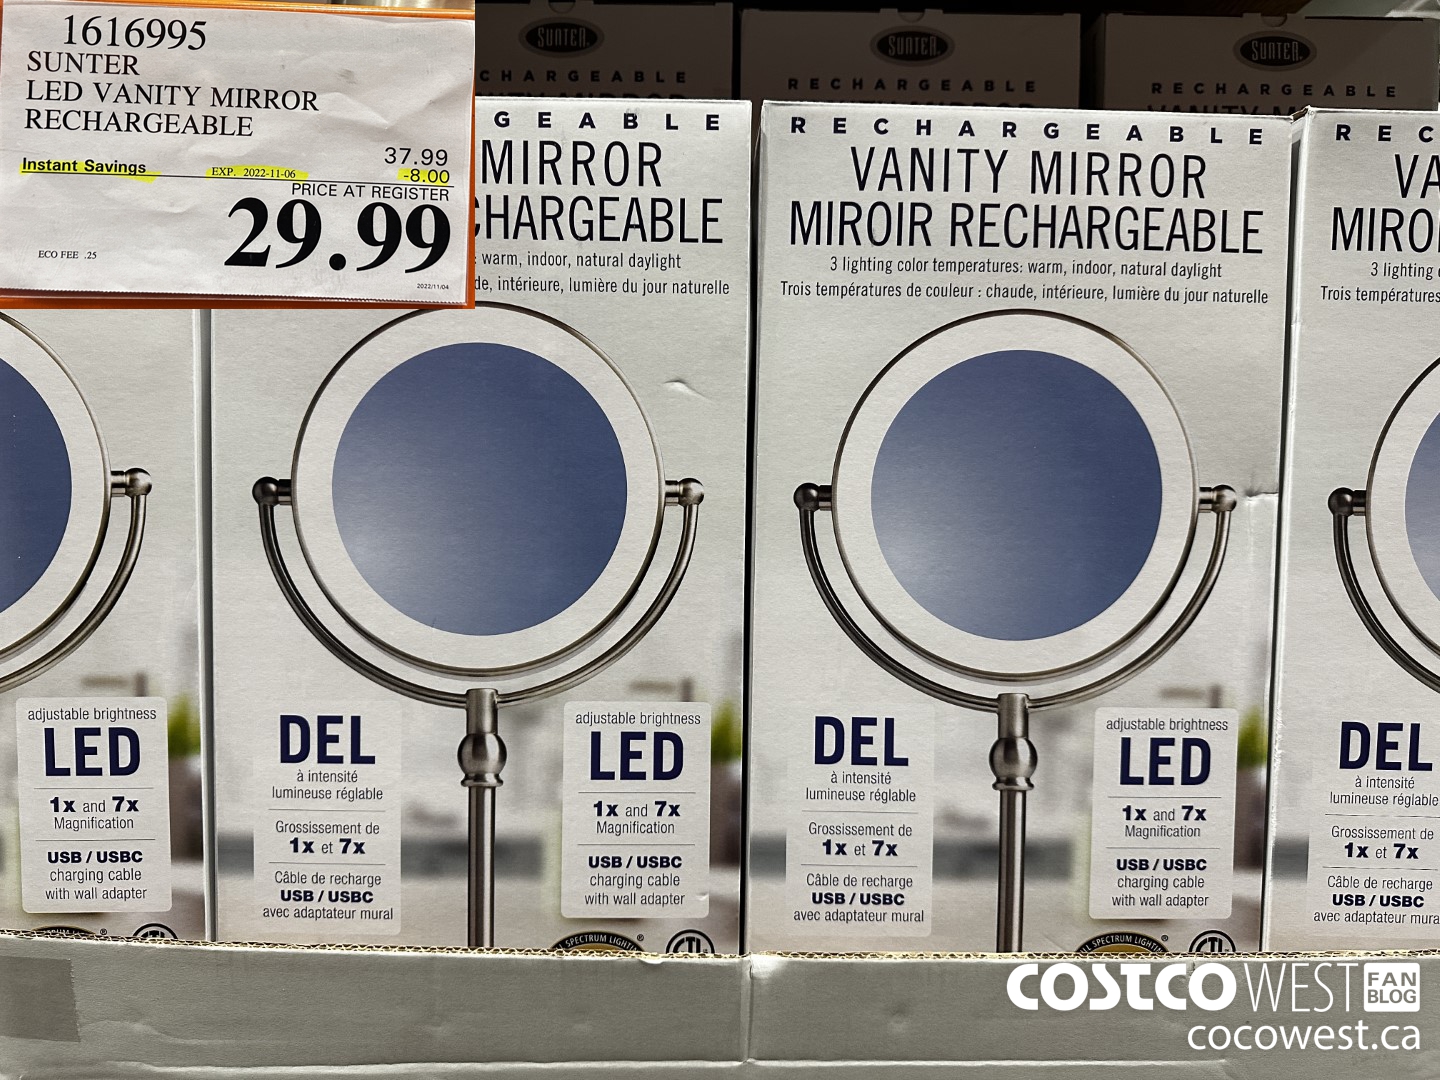 1616995
SUNTER
LED VANITY MIRROR
RECHARGEABLE
37.99
Instant Savings EXP. 2022-11-06 -8.00
PRICE AT REGISTER
29.99
ECO FEE .25
2022/11/04
SUNTER
CHARGEABLE
SUNTER
RECHARGEABLE
SUNTER
RECHARGEABLE
adjustable brightness
LED
1x and 7x
Magnification
USB / USBC
charging cable
with wall adapter
GEABLE
MIRROR
CHARGEABLE
warm, indoor, natural daylight
de, intérieure, lumière du jour naturelle
DEL
à intensité
lumineuse réglable
Grossissement de
1x et 7x
Câble de recharge
USB / USBC
avec adaptateur mural
adjustable brightness
LED
1x and 7x
Magnification
USB / USBC
charging cable
with wall adapter
SPECTRUM LIGHTI
RECHARGEABLE
VANITY MIRROR
MIROIR RECHARGEABLE
3 lighting color temperatures: warm, indoor, natural daylight
Trois températures de couleur : chaude, intérieure, lumière du jour naturelle
DEL
à intensité
lumineuse réglable
Grossissement de
1x et 7x
Câble de recharge
USB / USBC
avec adaptateur mural
adjustable brightness
LED
1x and 7x
Magnification
USB / USBC
charging cable
with wall adapter
SPECTRUM LIGHTING
REC
VA
MIRO
3 lighting
Trois températures
DEL
à intensité
lumineuse réglable
Grossissement de
1x et 7x
Câble de recharge
USB / USBC
avec adaptateur mura
COSTCO WEST FAN BLOG
cocowest.ca